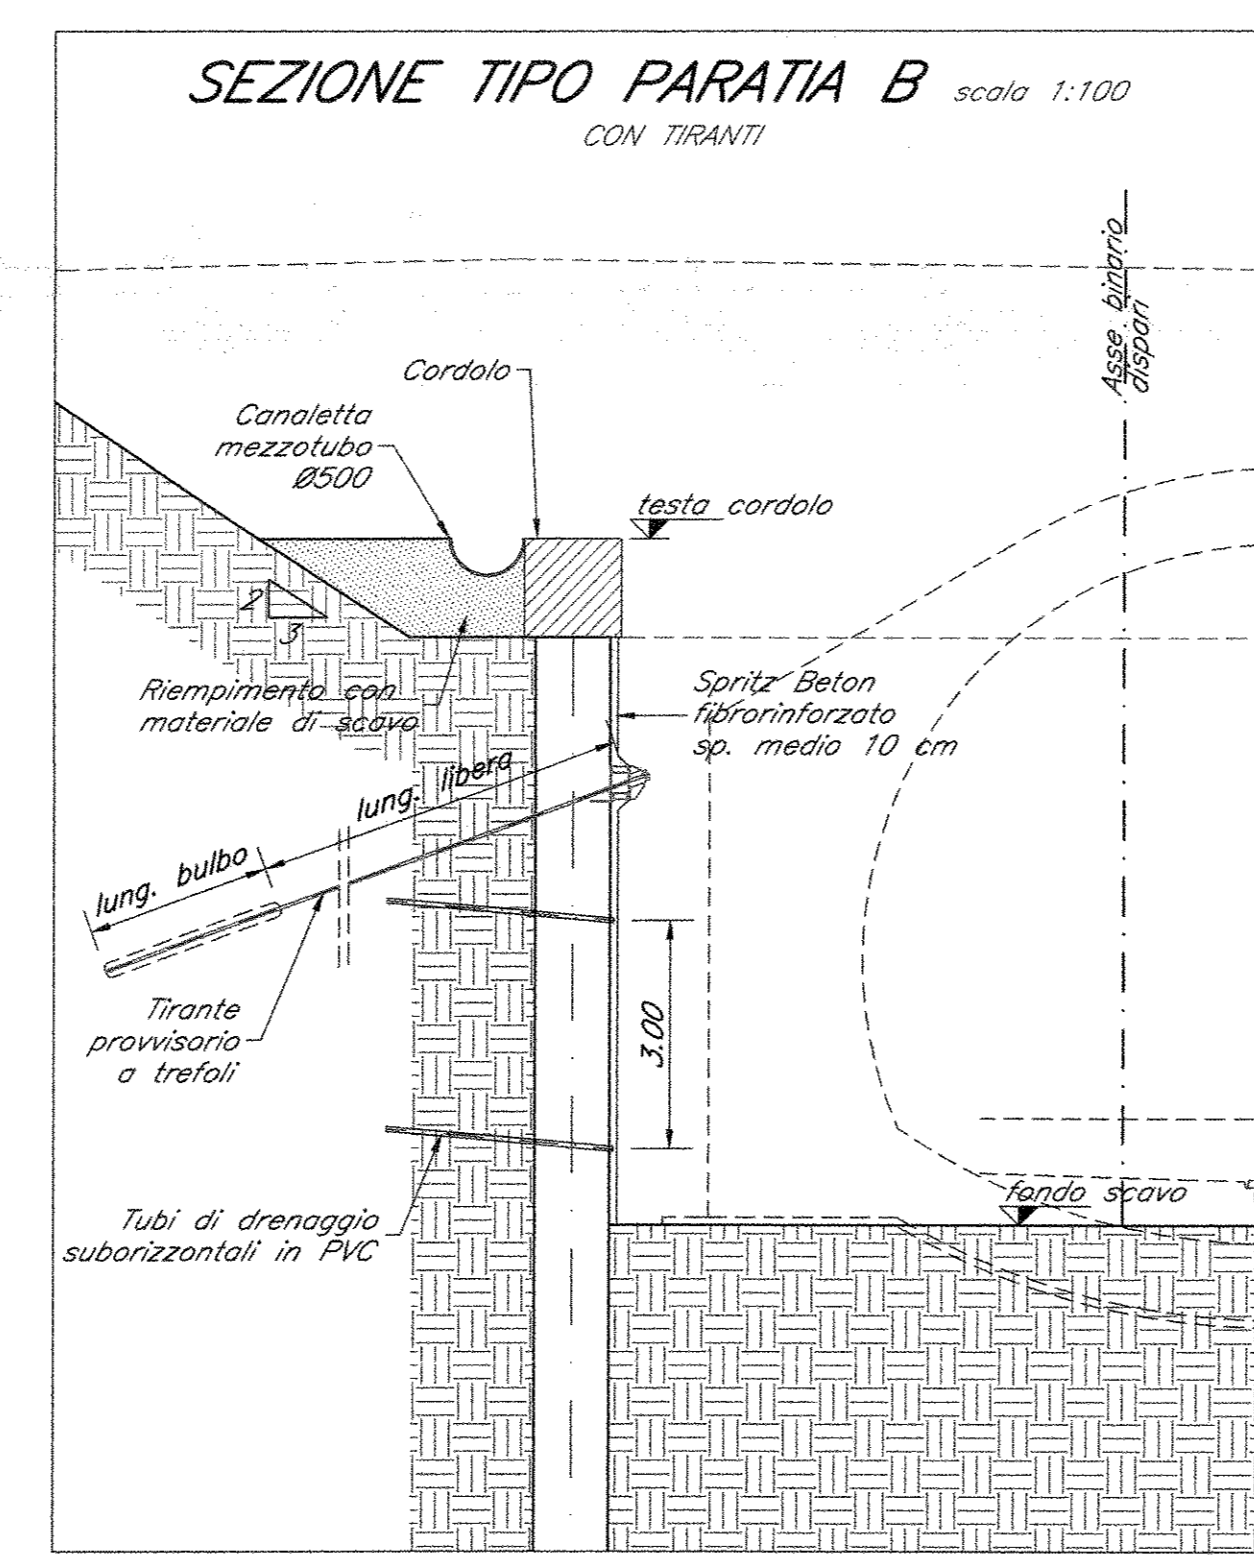 SEZIONE TIPO PARATIA B scala 1:100
CON TIRANTI
Asse binario
dispari
Cordolo
Canaletta
mezzotubo
Ø500
testa cordolo
2
3
Riempimento con
materiale di scavo
Spritz Beton
fibrorinforzato
sp. medio 10 cm
lung. libera
lung. bulbo
Tirante
provvisorio
a trefoli
3.00
Tubi di drenaggio
suborizzontali in PVC
fondo scavo